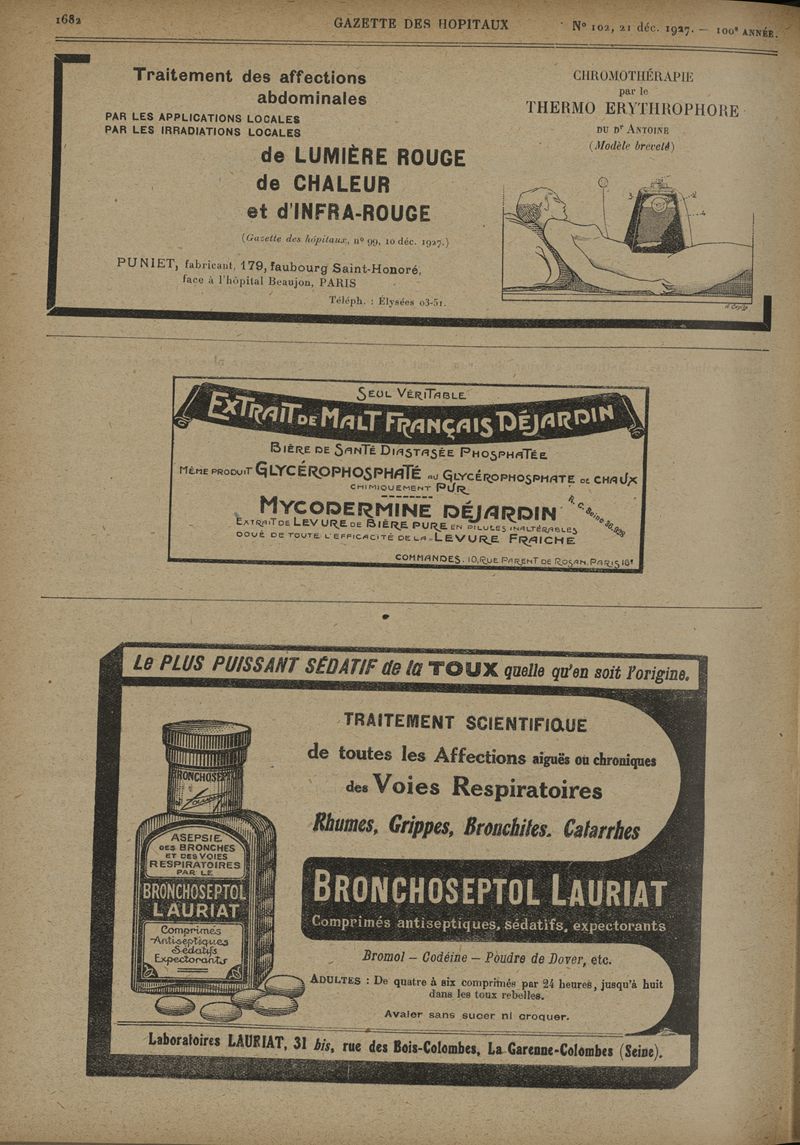 1682
GAZETTE DES HOPITAUX
N° 102, 21 déc. 1927. — 100e ANNÉE.
Traitement des affections
abdominales
PAR LES APPLICATIONS LOCALES
PAR LES IRRADIATIONS LOCALES
de LUMIÈRE ROUGE
de CHALEUR
et d'INFRA-ROUGE
(Gazette des hôpitaux, n° 99, 10 déc. 1927.)
PUNIET, fabricant, 179, faubourg Saint-Honoré,
face à l'hôpital Beaujon, PARIS
Téléph. : Élysées 03-51.
CHROMOTHÉRAPIE
par le
THERMO ERYTHROPHORE
DU Dr ANTOINE
(Modèle breveté)
3
2
4
SEUL VÉRITABLE
EXTRAIT DE MALT FRANÇAIS DÉJARDIN
BIÈRE DE SANTÉ DIASTASÉE PHOSPHATÉE
MÊME PRODUIT GLYCÉROPHOSPHATÉ AU GLYCÉROPHOSPHATE DE CHAUX
CHIMIQUEMENT PUR
MYCODERMINE DÉJARDIN
R. C. Seine 36.928
EXTRAIT DE LEVURE DE BIÈRE PURE EN PILULES INALTÉRABLES
DOUÉ DE TOUTE L'EFFICACITÉ DE LA LEVURE FRAICHE
COMMANDES. 10, RUE PARENT DE ROSAN, PARIS 16e
Le PLUS PUISSANT SÉDATIF de la TOUX quelle qu'en soit l'origine.
TRAITEMENT SCIENTIFIQUE
de toutes les Affections aiguës ou chroniques
des Voies Respiratoires
Rhumes, Grippes, Bronchites. Catarrhes
BRONCHOSEPTOL LAURIAT
Comprimés antiseptiques, sédatifs, expectorants
Bromol — Codéine — Poudre de Dover, etc.
ADULTES : De quatre à six comprimés par 24 heures, jusqu'à huit
dans les toux rebelles.
Avaler sans sucer ni croquer.
BRONCHOSEPTOL
ASEPSIE
DES BRONCHES
ET DES VOIES
RESPIRATOIRES
PAR LE
BRONCHOSEPTOL
LAURIAT
Comprimés
Antiseptiques
Sédatifs
Expectorants
Laboratoires LAURIAT, 31 bis, rue des Bois-Colombes, La Garenne-Colombes (Seine).